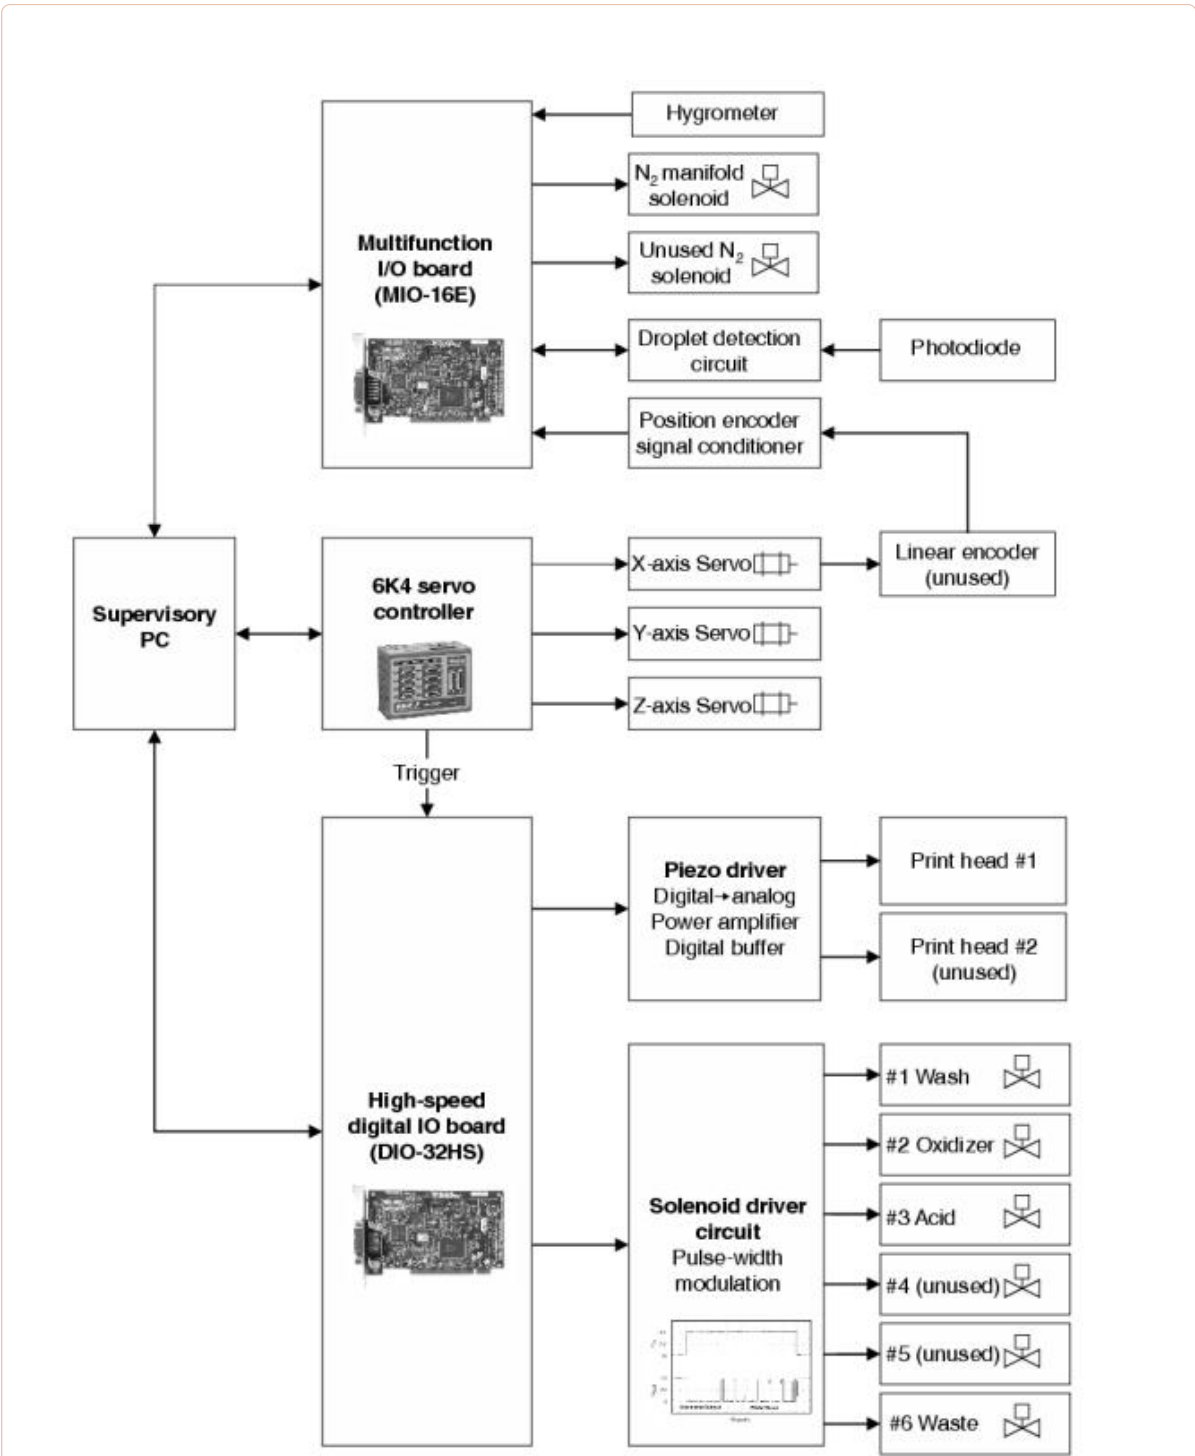 Hygrometer
N2 manifold
solenoid
Unused N2
solenoid
Multifunction
I/O board
(MIO-16E)
Droplet detection
circuit
Photodiode
Position encoder
signal conditioner
Linear encoder
(unused)
Supervisory
PC
6K4 servo
controller
X-axis Servo
Y-axis Servo
Z-axis Servo
Trigger
Piezo driver
Digital→analog
Power amplifier
Digital buffer
Print head #1
Print head #2
(unused)
High-speed
digital IO board
(DIO-32HS)
Solenoid driver
circuit
Pulse-width
modulation
#1 Wash
#2 Oxidizer
#3 Acid
#4 (unused)
#5 (unused)
#6 Waste